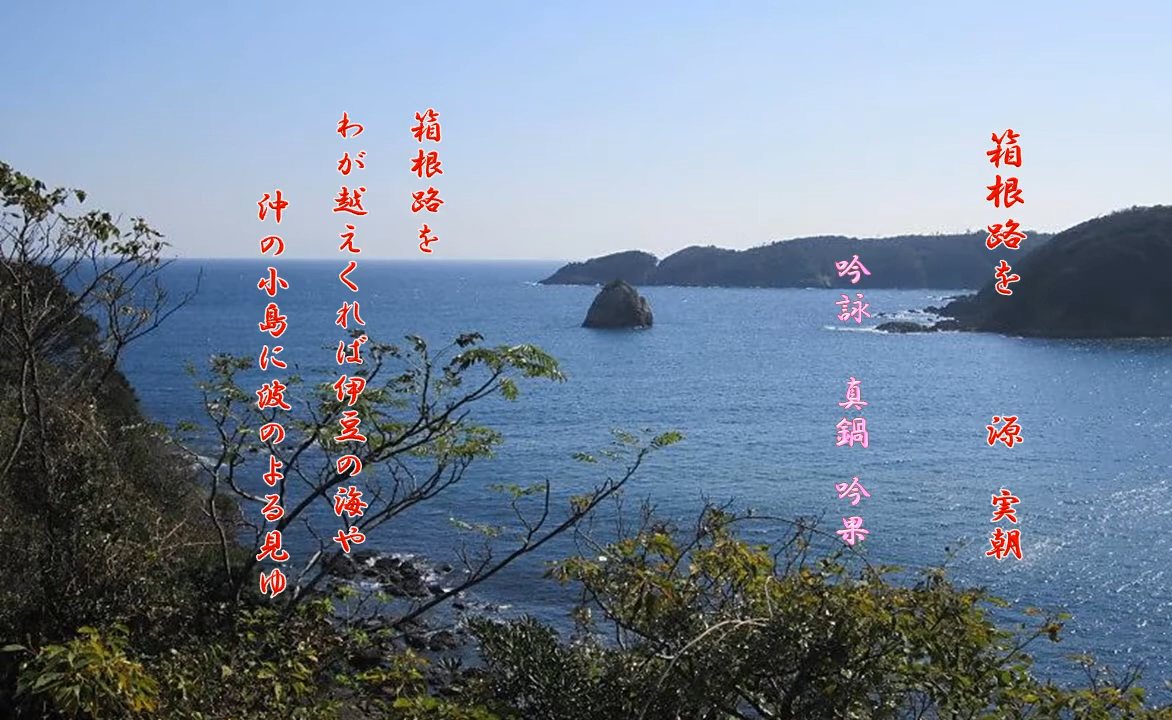 箱根路を　源　実朝
吟詠　真鍋　吟果
箱根路を
わが越えくれば伊豆の海や
沖の小島に波のよる見ゆ